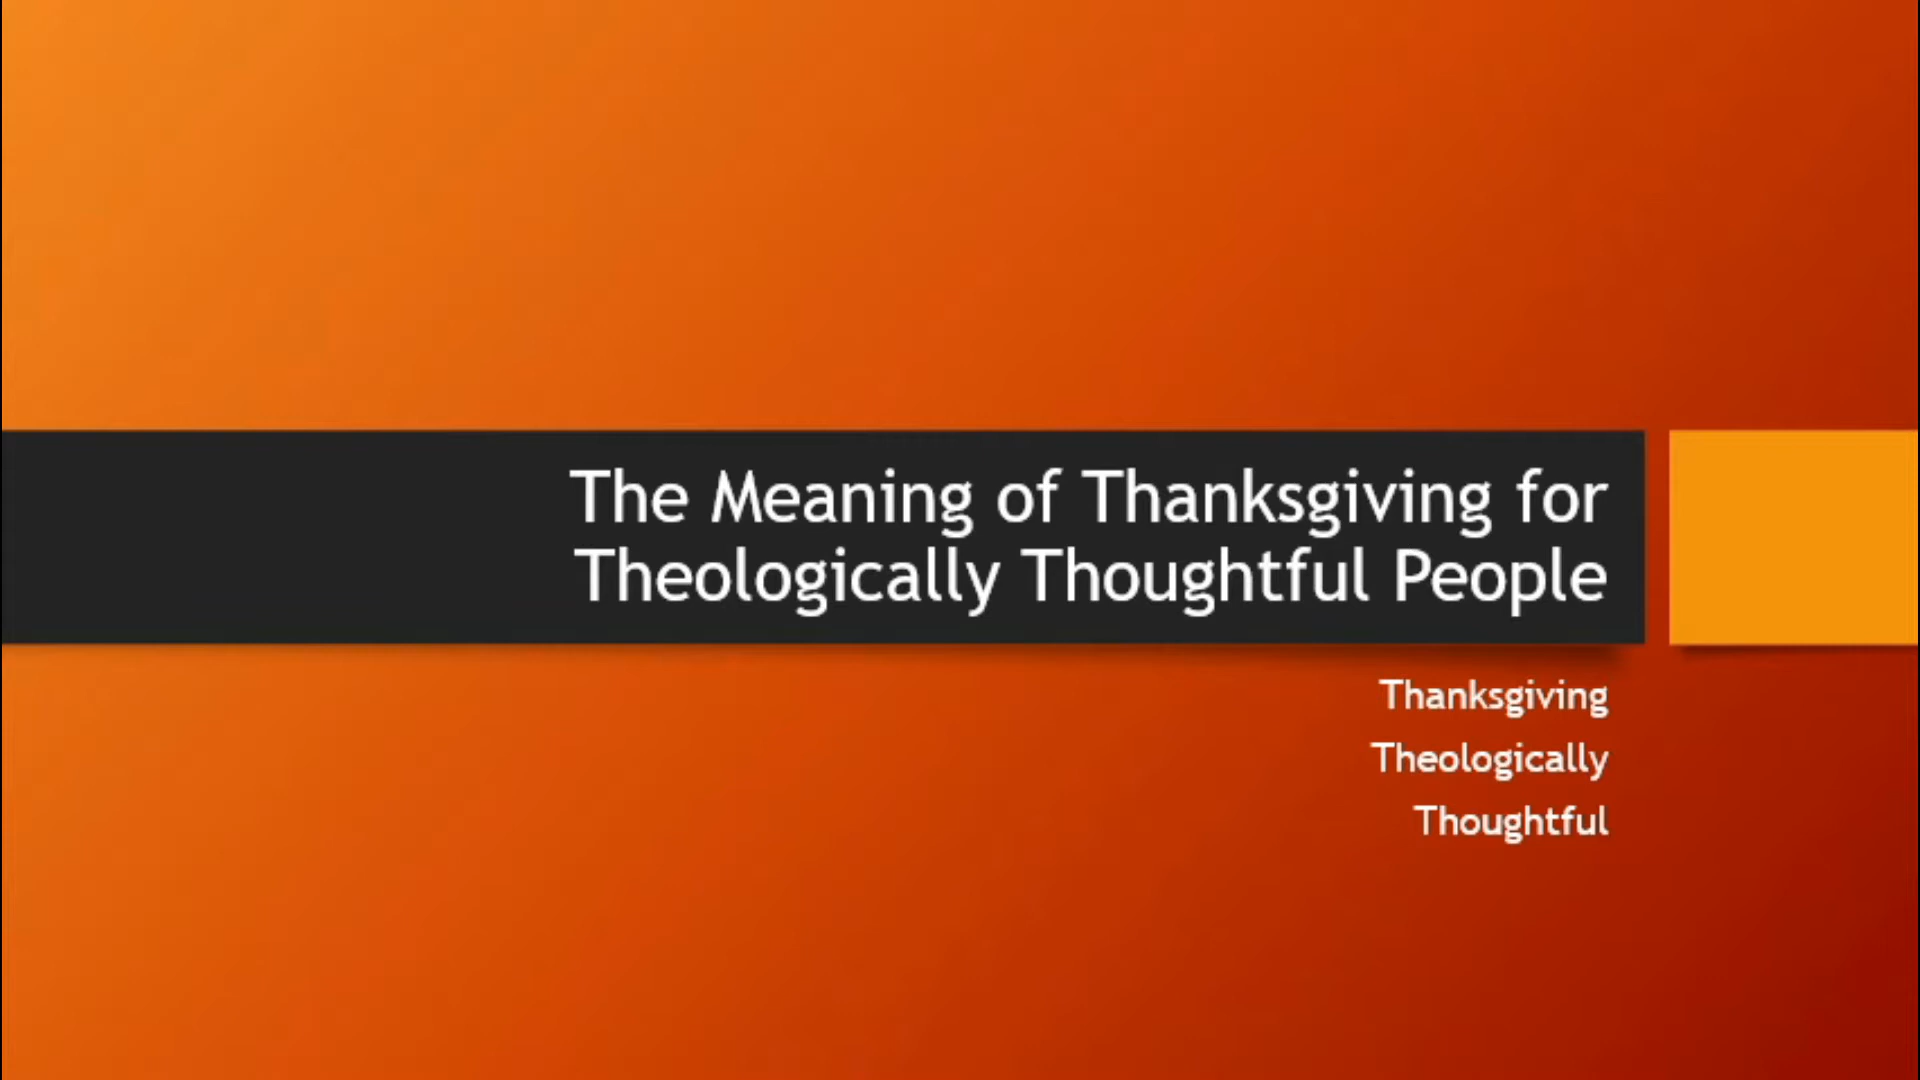 The Meaning of Thanksgiving for
Theologically Thoughtful People
Thanksgiving
Theologically
Thoughtful